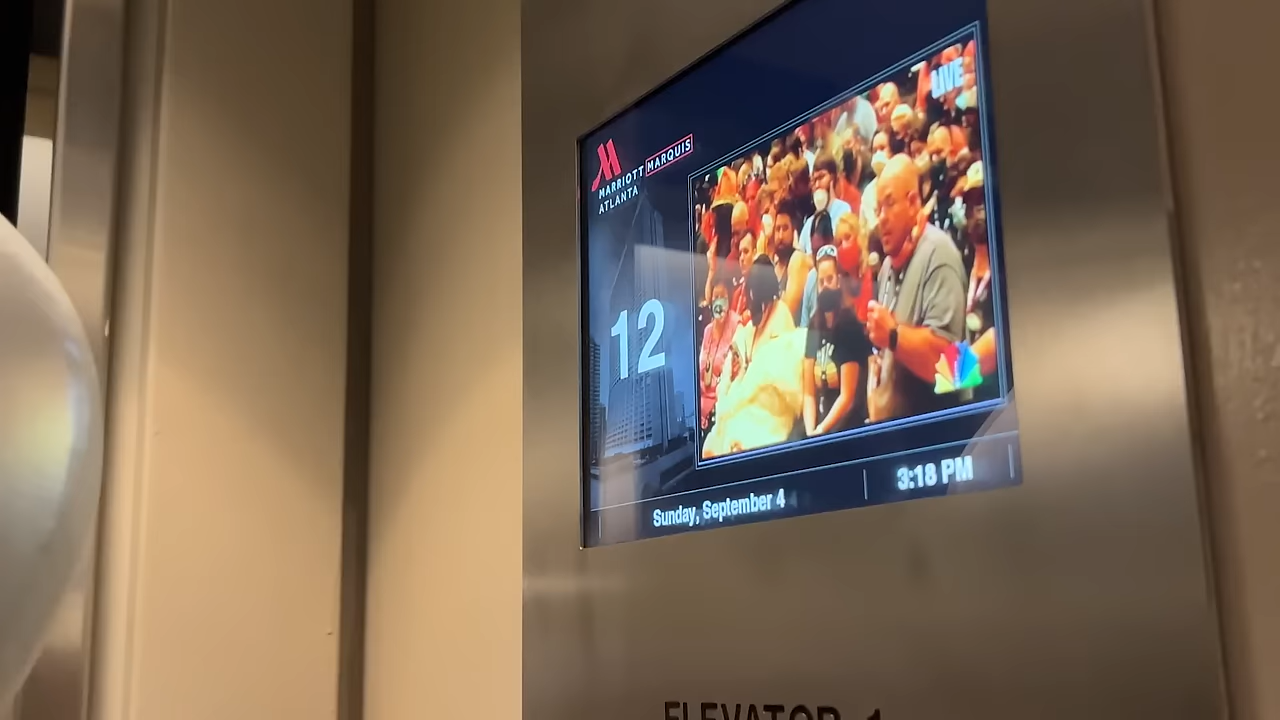 MARRIOTT MARQUIS
ATLANTA
LIVE
12
Sunday, September 4
3:18 PM
ELEVATOR 1